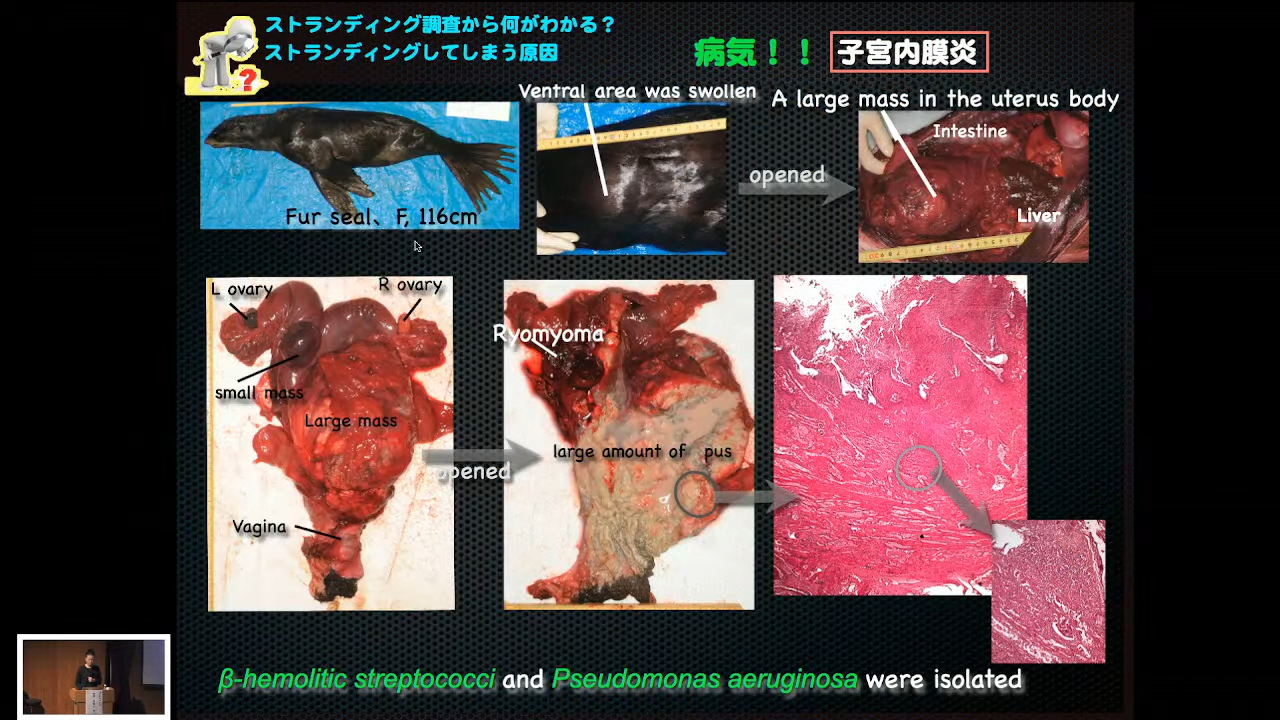 ストランディング調査から何がわかる？
ストランディングしてしまう原因
病気！！ 子宮内膜炎
Ventral area was swollen
A large mass in the uterus body
Intestine
opened
Liver
Fur seal、F, 116cm
L ovary
R ovary
small mass
Large mass
Vagina
opened
Ryomyoma
large amount of pus
β-hemolitic streptococci and Pseudomonas aeruginosa were isolated